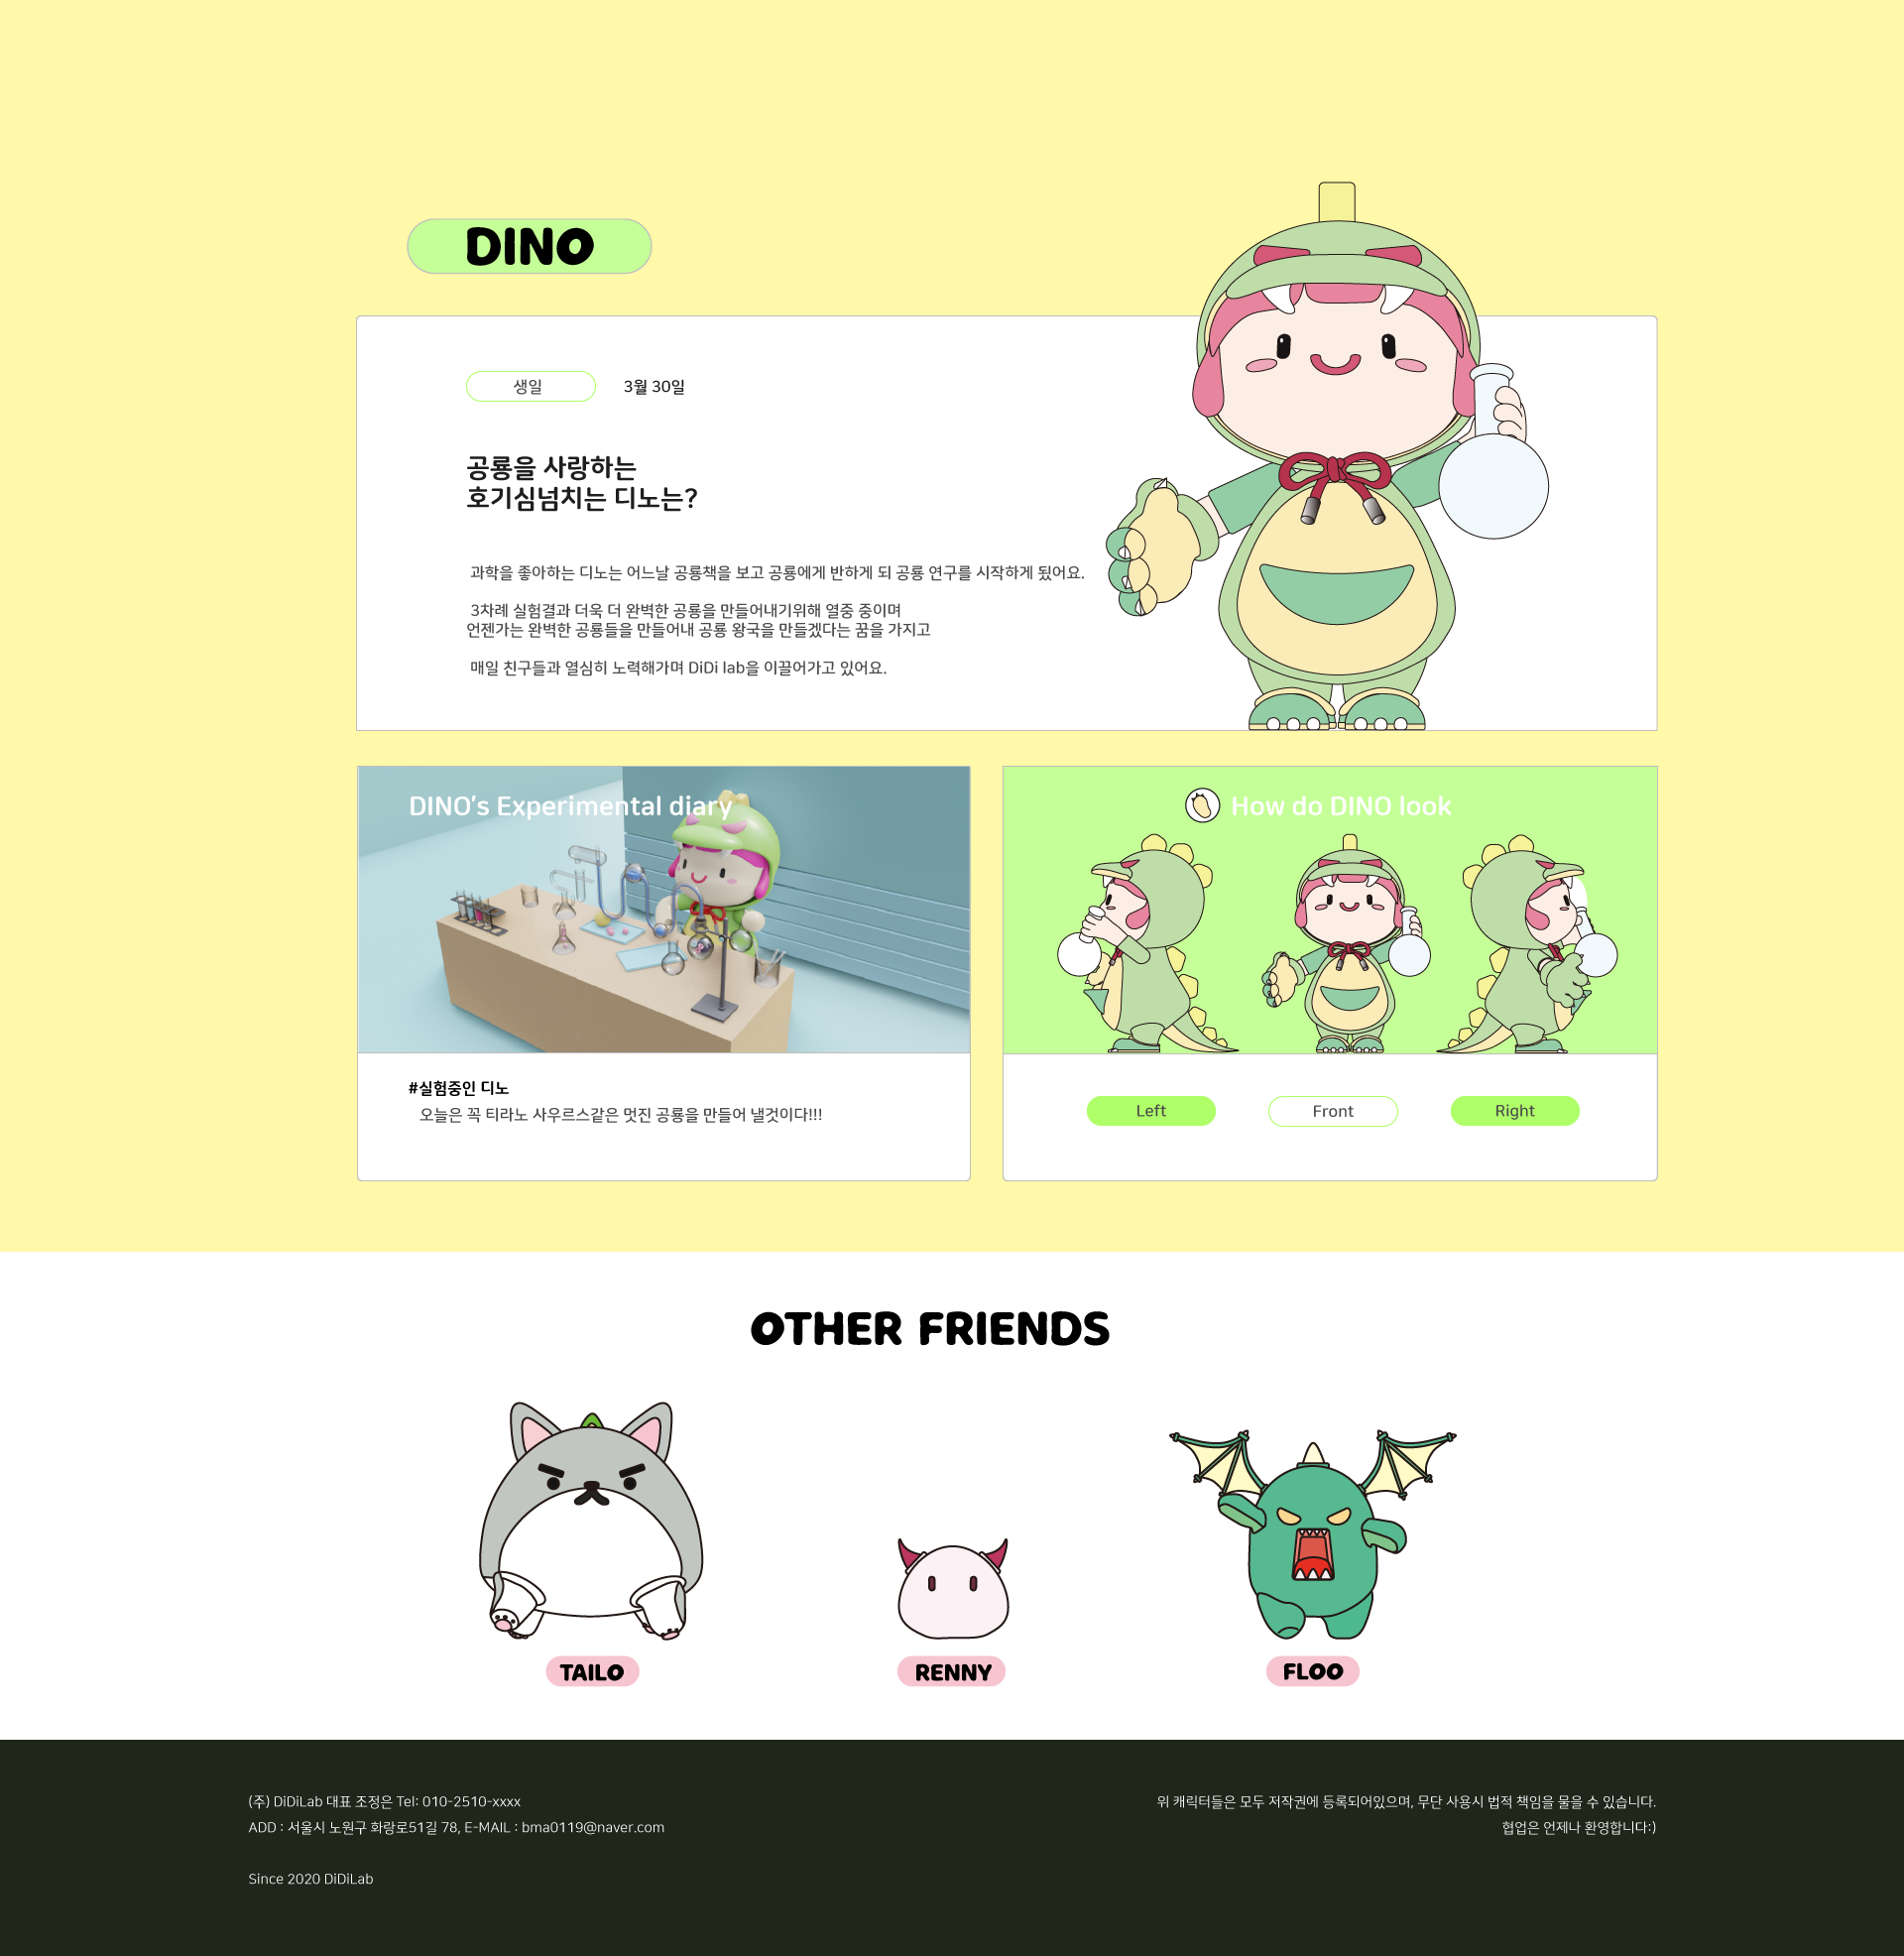 DINO
생일
3월 30일
공룡을 사랑하는
호기심넘치는 디노는?
과학을 좋아하는 디노는 어느날 공룡책을 보고 공룡에게 반하게 되 공룡 연구를 시작하게 됬어요.
3차례 실험결과 더욱 더 완벽한 공룡을 만들어내기위해 열중 중이며
언젠가는 완벽한 공룡들을 만들어내 공룡 왕국을 만들겠다는 꿈을 가지고
매일 친구들과 열심히 노력해가며 DiDi lab을 이끌어가고 있어요.
DINO’s Experimental diary
#실험중인 디노
오늘은 꼭 티라노 사우르스같은 멋진 공룡을 만들어 낼것이다!!!
How do DINO look
Left
Front
Right
OTHER FRIENDS
TAILO
RENNY
FLOO
(주) DiDiLab 대표 조정은 Tel: 010-2510-xxxx
ADD : 서울시 노원구 화랑로51길 78, E-MAIL : bma0119@naver.com
Since 2020 DiDiLab
위 캐릭터들은 모두 저작권에 등록되어있으며, 무단 사용시 법적 책임을 물을 수 있습니다.
협업은 언제나 환영합니다:)